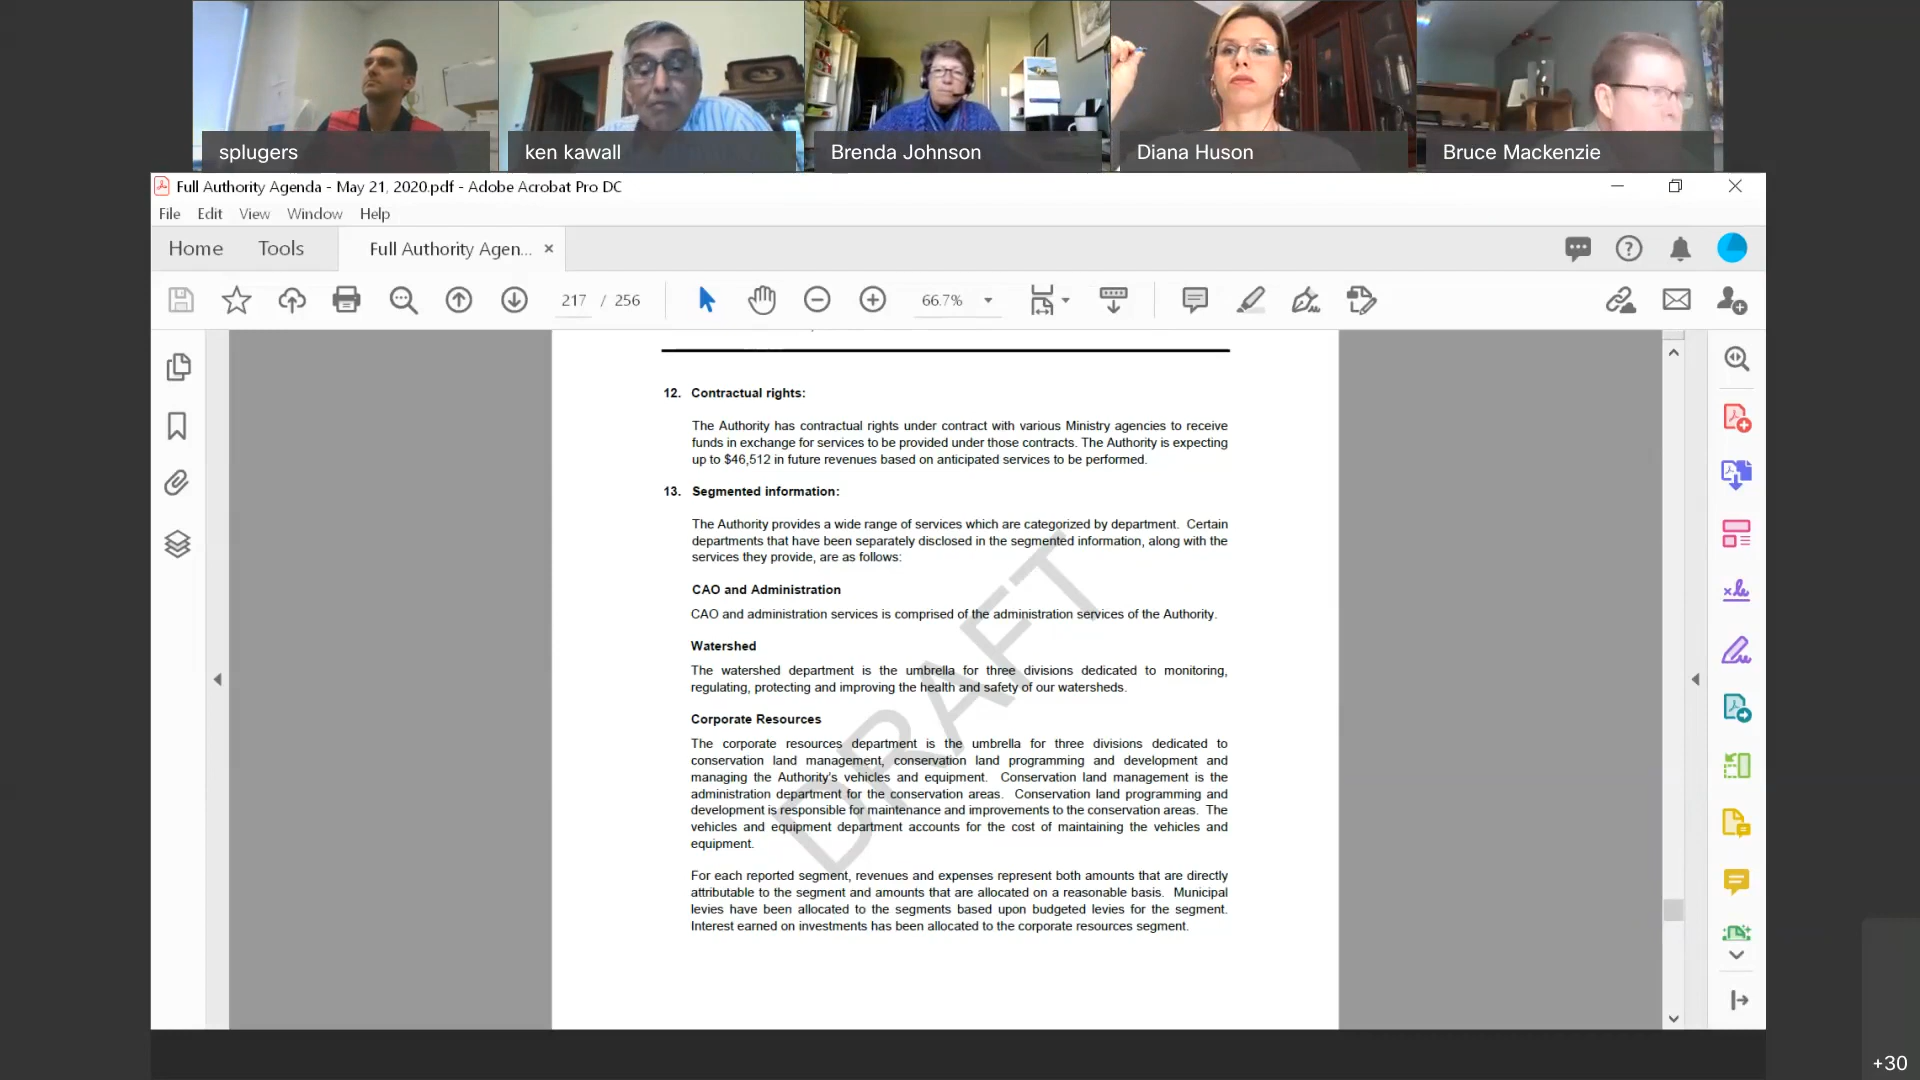 splugers
ken kawall
Brenda Johnson
Diana Huson
Bruce Mackenzie
Full Authority Agenda - May 21, 2020.pdf - Adobe Acrobat Pro DC
File Edit View Window Help
Home Tools Full Authority Agen... ×
217 / 256 66.7%
12. Contractual rights:
The Authority has contractual rights under contract with various Ministry agencies to receive
funds in exchange for services to be provided under those contracts. The Authority is expecting
up to $46,512 in future revenues based on anticipated services to be performed.
13. Segmented information:
The Authority provides a wide range of services which are categorized by department. Certain
departments that have been separately disclosed in the segmented information, along with the
services they provide, are as follows:
CAO and Administration
CAO and administration services is comprised of the administration services of the Authority.
Watershed
The watershed department is the umbrella for three divisions dedicated to monitoring,
regulating, protecting and improving the health and safety of our watersheds.
Corporate Resources
The corporate resources department is the umbrella for three divisions dedicated to
conservation land management, conservation land programming and development and
managing the Authority's vehicles and equipment. Conservation land management is the
administration department for the conservation areas. Conservation land programming and
development is responsible for maintenance and improvements to the conservation areas. The
vehicles and equipment department accounts for the cost of maintaining the vehicles and
equipment.
For each reported segment, revenues and expenses represent both amounts that are directly
attributable to the segment and amounts that are allocated on a reasonable basis. Municipal
levies have been allocated to the segments based upon budgeted levies for the segment.
Interest earned on investments has been allocated to the corporate resources segment.
DRAFT
+30